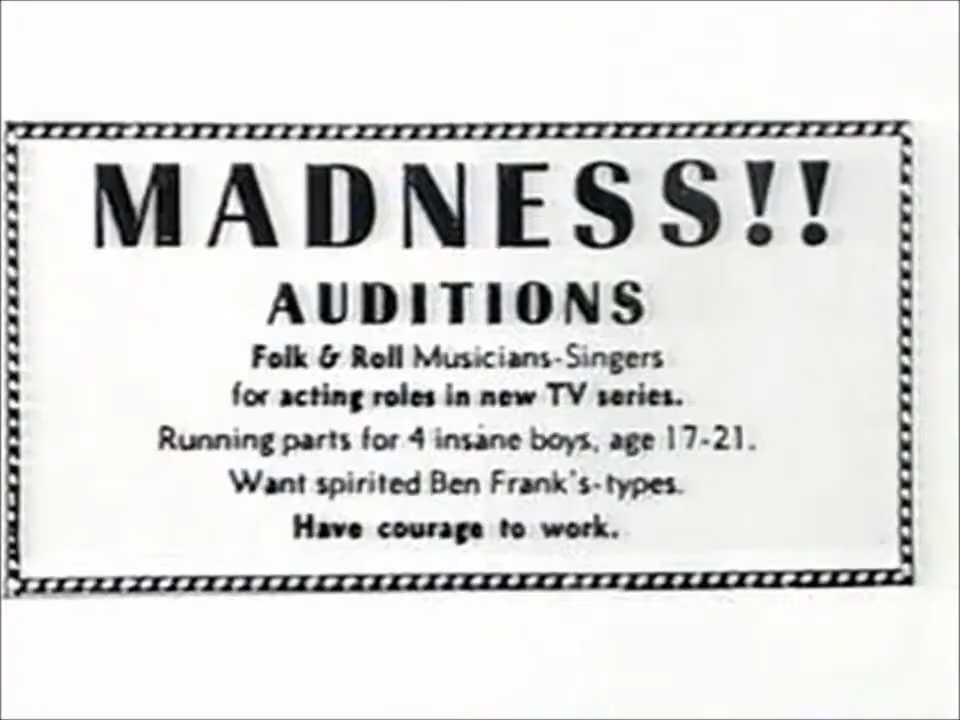 MADNESS!!
AUDITIONS
Folk & Roll Musicians-Singers
for acting roles in new TV series.
Running parts for 4 insane boys, age 17-21.
Want spirited Ben Frank's-types.
Have courage to work.